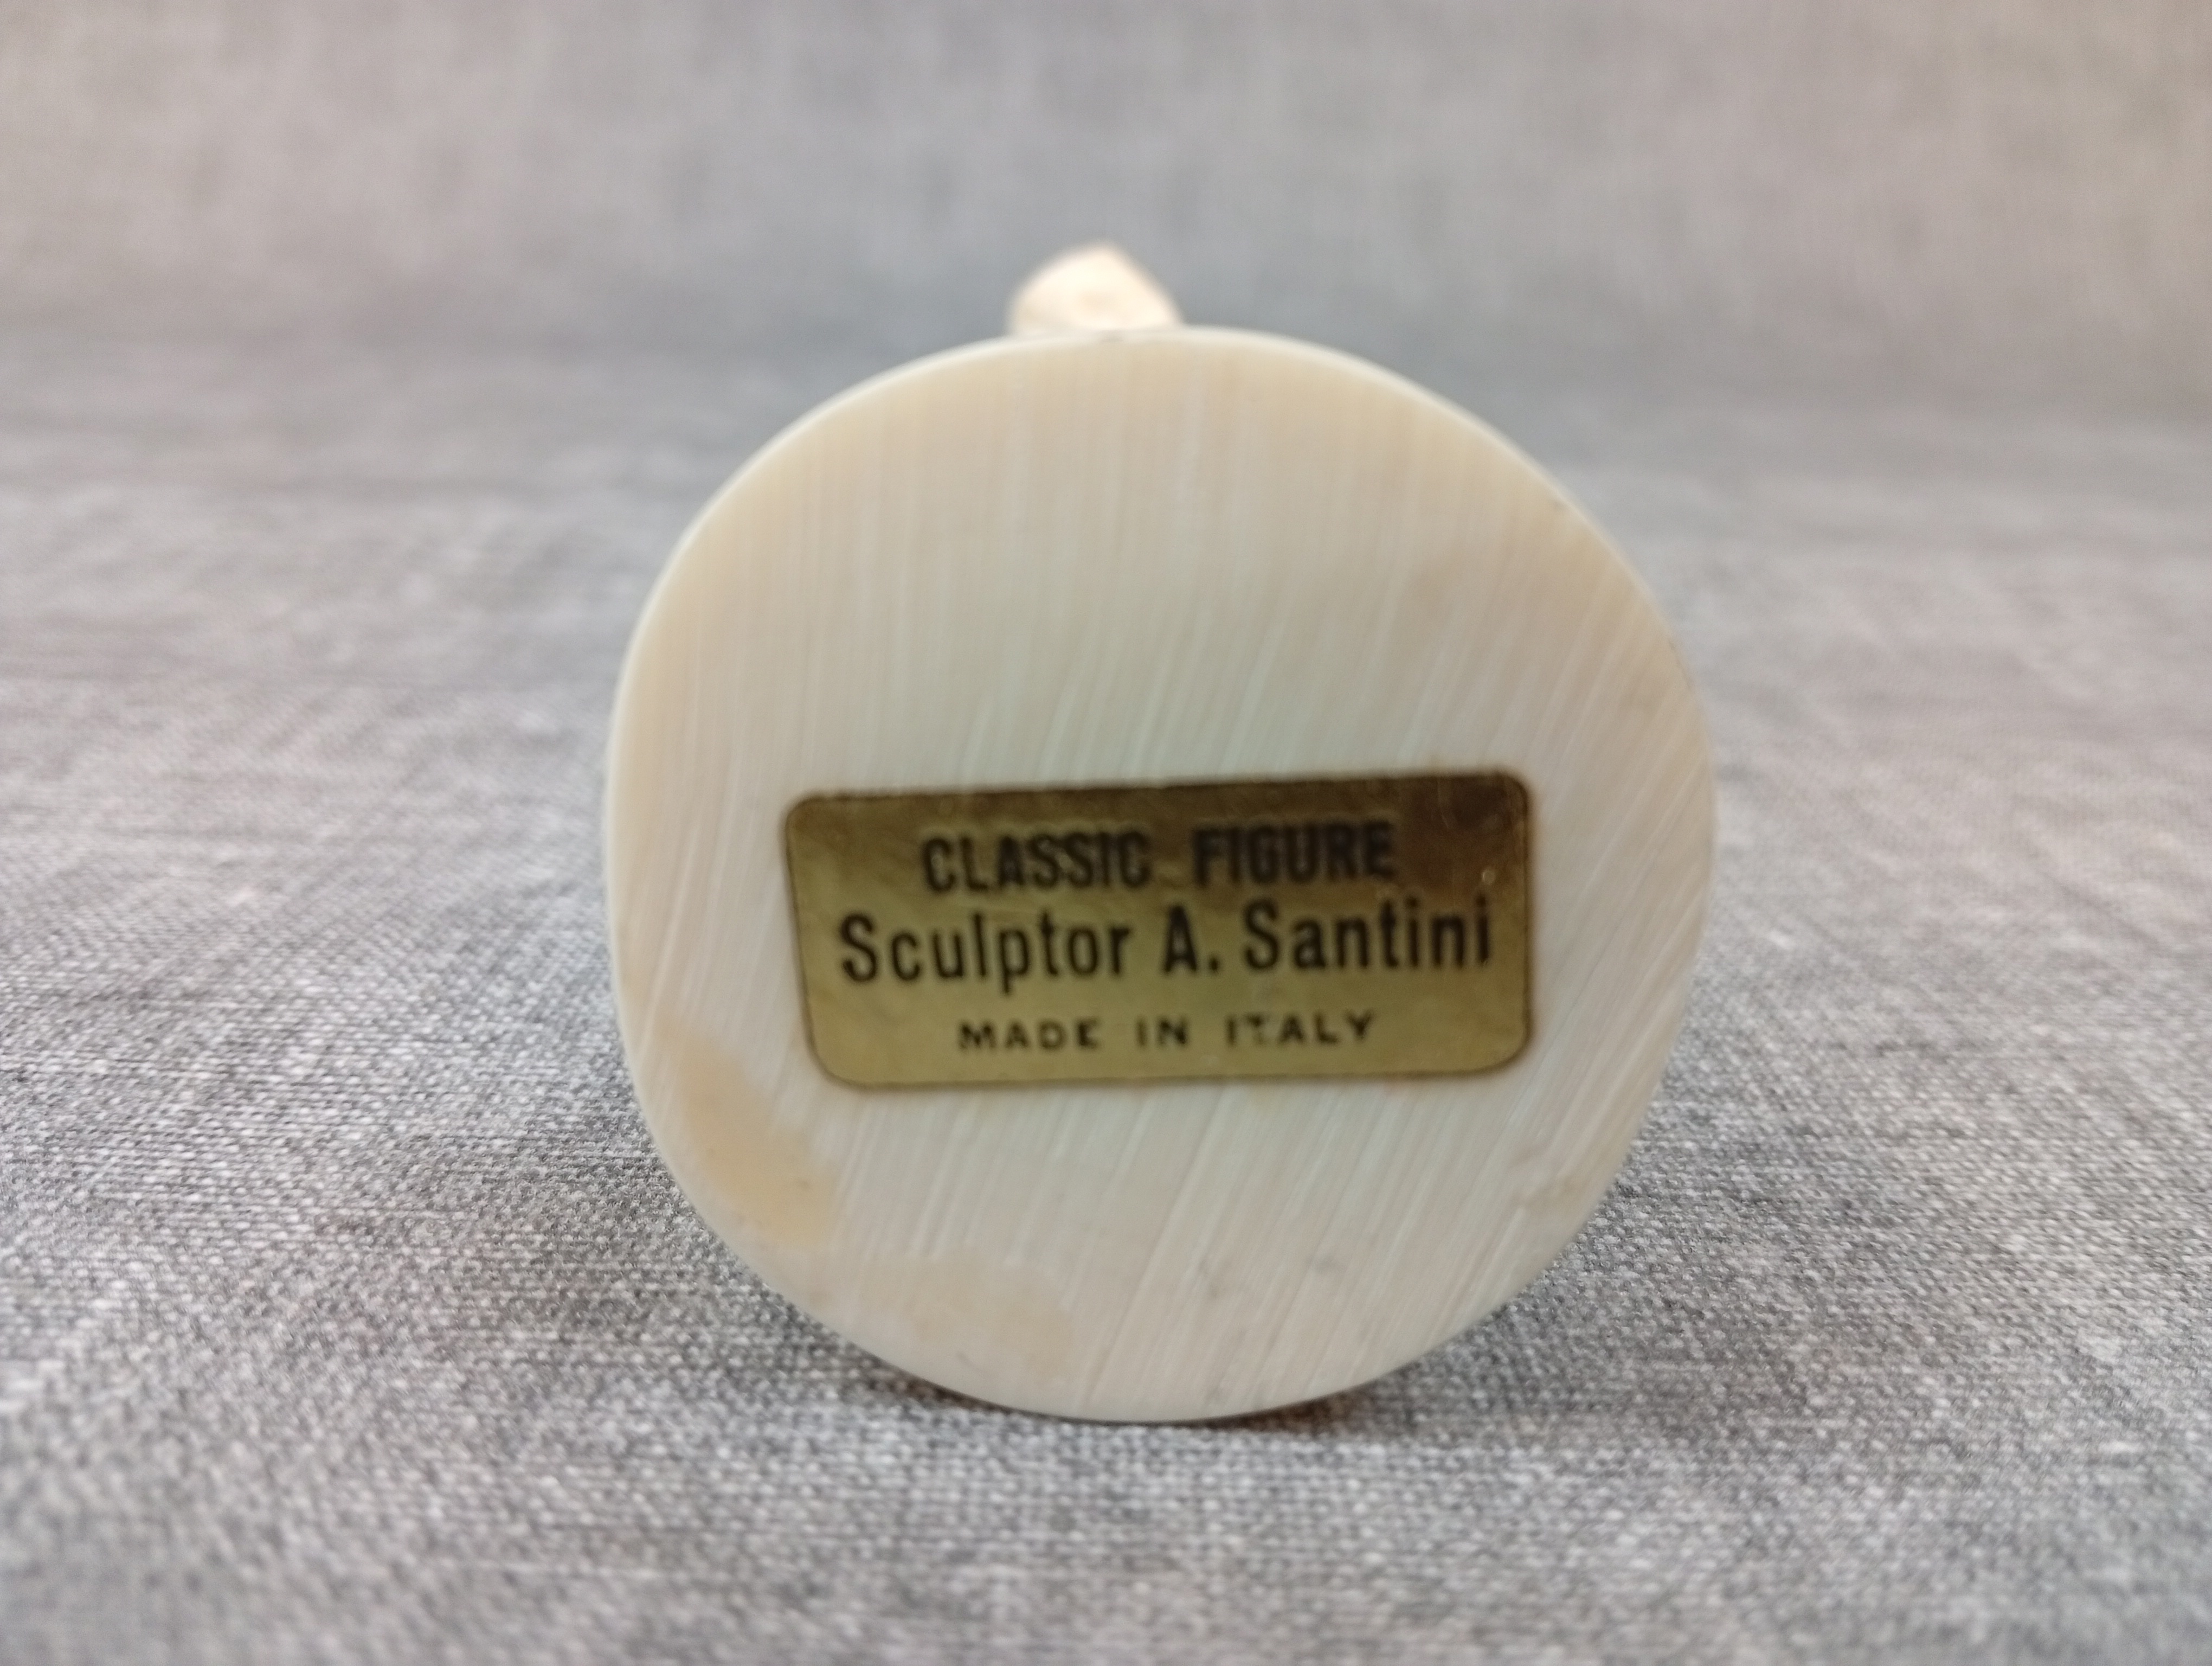 CLASSIC FIGURE
Sculptor A. Santini
MADE IN ITALY